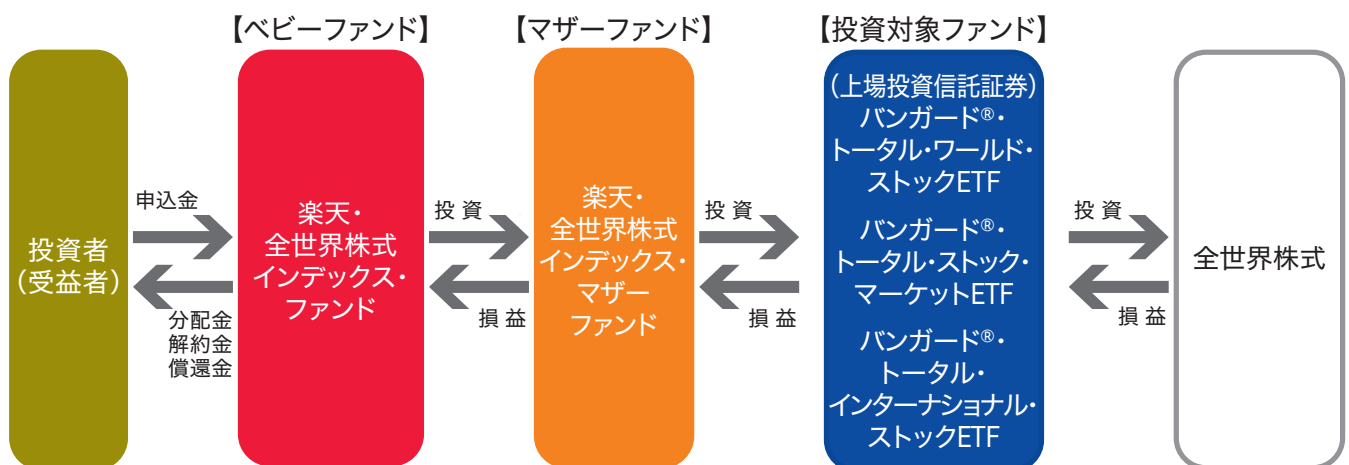 【ベビーファンド】
【マザーファンド】
【投資対象ファンド】
投資者
(受益者)
申込金
分配金
解約金
償還金
楽天・
全世界株式
インデックス・
ファンド
投 資
損 益
楽天・
全世界株式
インデックス・
マザー
ファンド
投 資
損 益
(上場投資信託証券)
バンガード®・
トータル・ワールド・
ストックETF
バンガード®・
トータル・ストック・
マーケットETF
バンガード®・
トータル・
インターナショナル・
ストックETF
投 資
損 益
全世界株式